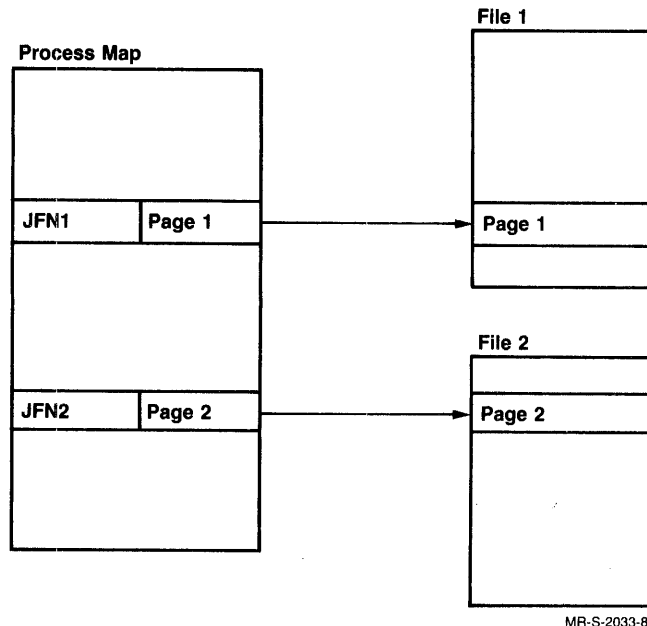 File 1
Process Map
JFN1 Page 1
Page 1
File 2
JFN2 Page 2
Page 2
MR-S-2033-8